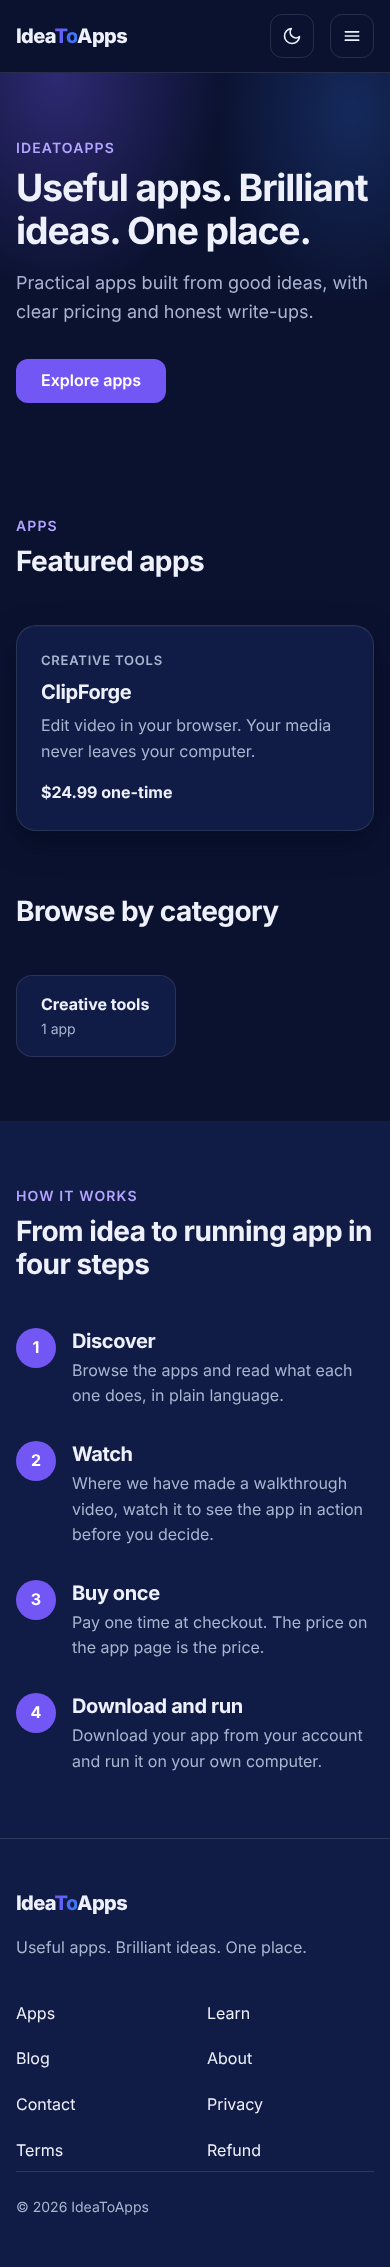 IdeaToApps
IDEATOAPPS
Useful apps. Brilliant
ideas. One place.
Practical apps built from good ideas, with
clear pricing and honest write-ups.
Explore apps
APPS
Featured apps
CREATIVE TOOLS
ClipForge
Edit video in your browser. Your media
never leaves your computer.
$24.99 one-time
Browse by category
Creative tools
1 app
HOW IT WORKS
From idea to running app in
four steps
1
Discover
Browse the apps and read what each
one does, in plain language.
2
Watch
Where we have made a walkthrough
video, watch it to see the app in action
before you decide.
3
Buy once
Pay one time at checkout. The price on
the app page is the price.
4
Download and run
Download your app from your account
and run it on your own computer.
IdeaToApps
Useful apps. Brilliant ideas. One place.
Apps
Learn
Blog
About
Contact
Privacy
Terms
Refund
© 2026 IdeaToApps